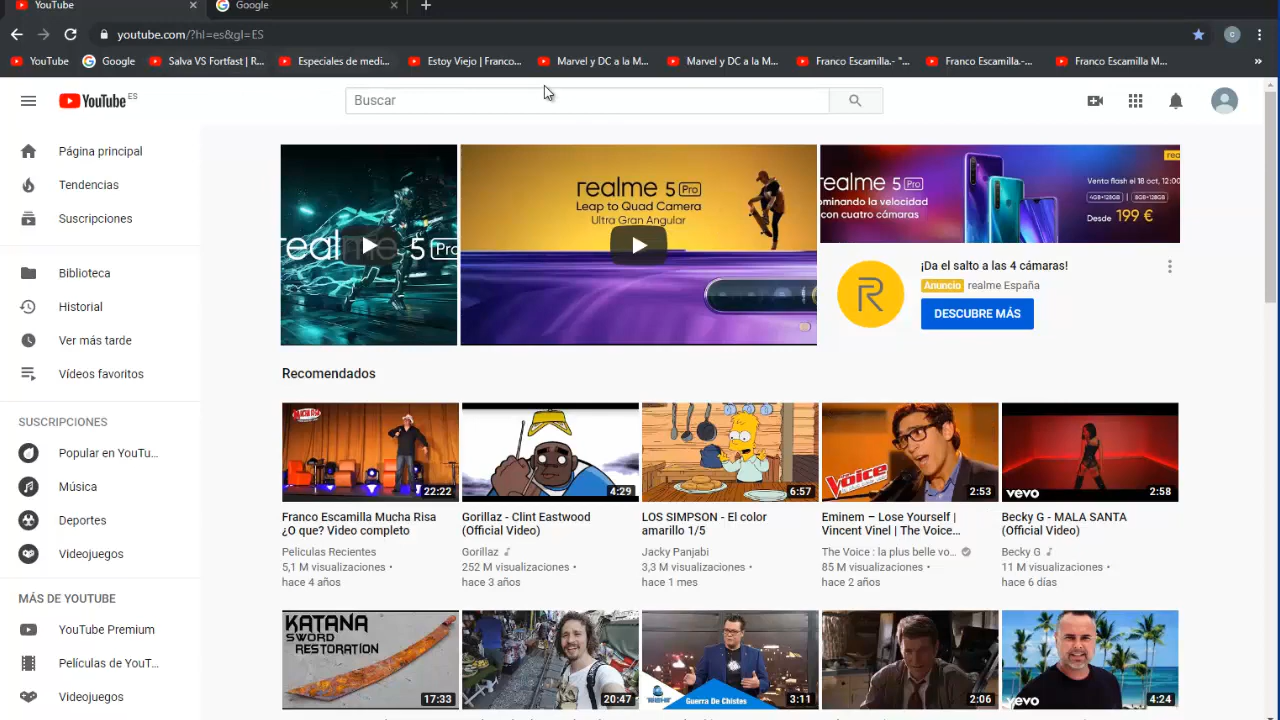 YouTube
Google
youtube.com/?hl=es&gl=ES
C
YouTube
Google
Salva VS Fortfast | R...
Especiales de medi...
Estoy Viejo | Franco...
Marvel y DC a la M...
Marvel y DC a la M...
Franco Escamilla.- "...
Franco Escamilla.-...
Franco Escamilla M...
YouTube ES
Buscar
Página principal
Tendencias
Suscripciones
Biblioteca
Historial
Ver más tarde
Vídeos favoritos
SUSCRIPCIONES
Popular en YouTu...
Música
Deportes
Videojuegos
MÁS DE YOUTUBE
YouTube Premium
Películas de YouT...
Videojuegos
realme 5 Pro
realme 5 Pro
Leap to Quad Camera
Ultra Gran Angular
realme 5 Pro
ominando la velocidad
con cuatro cámaras
Venta flash el 18 oct, 12:00
4GB+128GB | 8GB+128GB
Desde 199 €
¡Da el salto a las 4 cámaras!
Anuncio realme España
DESCUBRE MÁS
Recomendados
22:22
Franco Escamilla Mucha Risa
¿O que? Video completo
Peliculas Recientes
5,1 M visualizaciones •
hace 4 años
4:29
Gorillaz - Clint Eastwood
(Official Video)
Gorillaz
252 M visualizaciones •
hace 3 años
6:57
LOS SIMPSON - El color
amarillo 1/5
Jacky Panjabi
3,3 M visualizaciones •
hace 1 mes
the Voice
2:53
Eminem – Lose Yourself |
Vincent Vinel | The Voice...
The Voice : la plus belle vo...
85 M visualizaciones •
hace 2 años
vevo
2:58
Becky G - MALA SANTA
(Official Video)
Becky G
11 M visualizaciones •
hace 6 días
KATANA
SWORD
RESTORATION
17:33
20:47
Guerra De Chistes
3:11
2:06
vevo
4:24